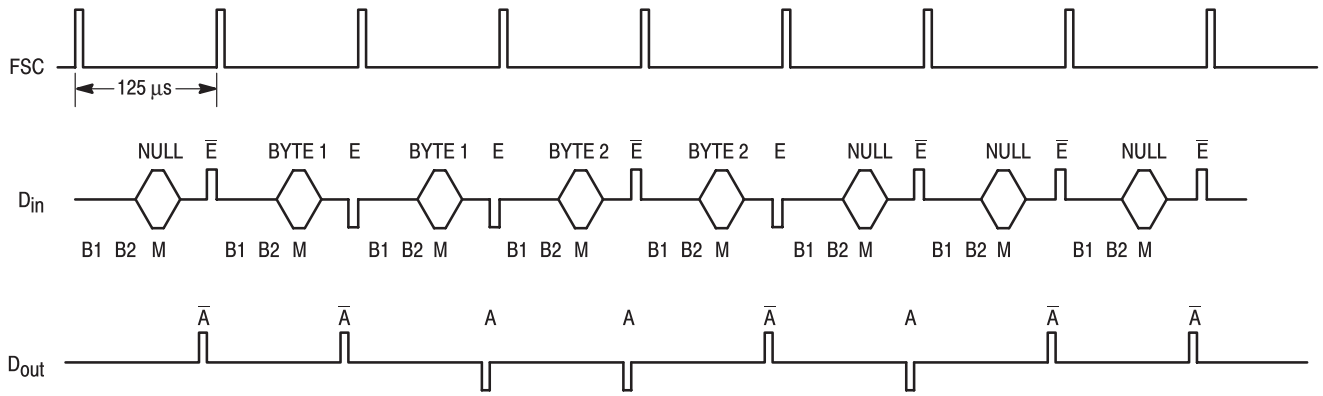 FSC
125 μs
NULL E̅ BYTE 1 E BYTE 1 E BYTE 2 E̅ BYTE 2 E NULL E̅ NULL E̅ NULL E̅
Din
B1 B2 M B1 B2 M B1 B2 M B1 B2 M B1 B2 M B1 B2 M B1 B2 M B1 B2 M
A̅ A̅ A A A̅ A A̅ A̅
Dout